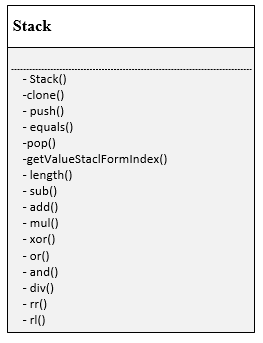 Stack
- Stack()
-clone()
- push()
- equals()
-pop()
-getValueStaclFormIndex()
- length()
- sub()
- add()
- mul()
- xor()
- or()
- and()
- div()
- rr()
- rl()